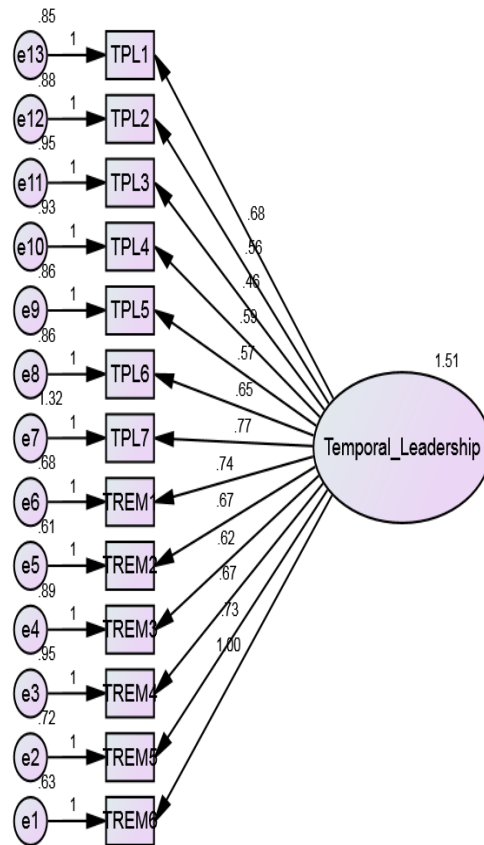 .85
e13 1 TPL1
.88
e12 1 TPL2
.95
e11 1 TPL3
.93
e10 1 TPL4
.86
e9 1 TPL5
.86
e8 1 TPL6
1.32
e7 1 TPL7
.68
e6 1 TREM1
.61
e5 1 TREM2
.89
e4 1 TREM3
.95
e3 1 TREM4
.72
e2 1 TREM5
.63
e1 1 TREM6
.68
.56
.46
.59
.57
.65
.77
.74
.67
.62
.67
.73
1.00
1.51
Temporal_Leadership